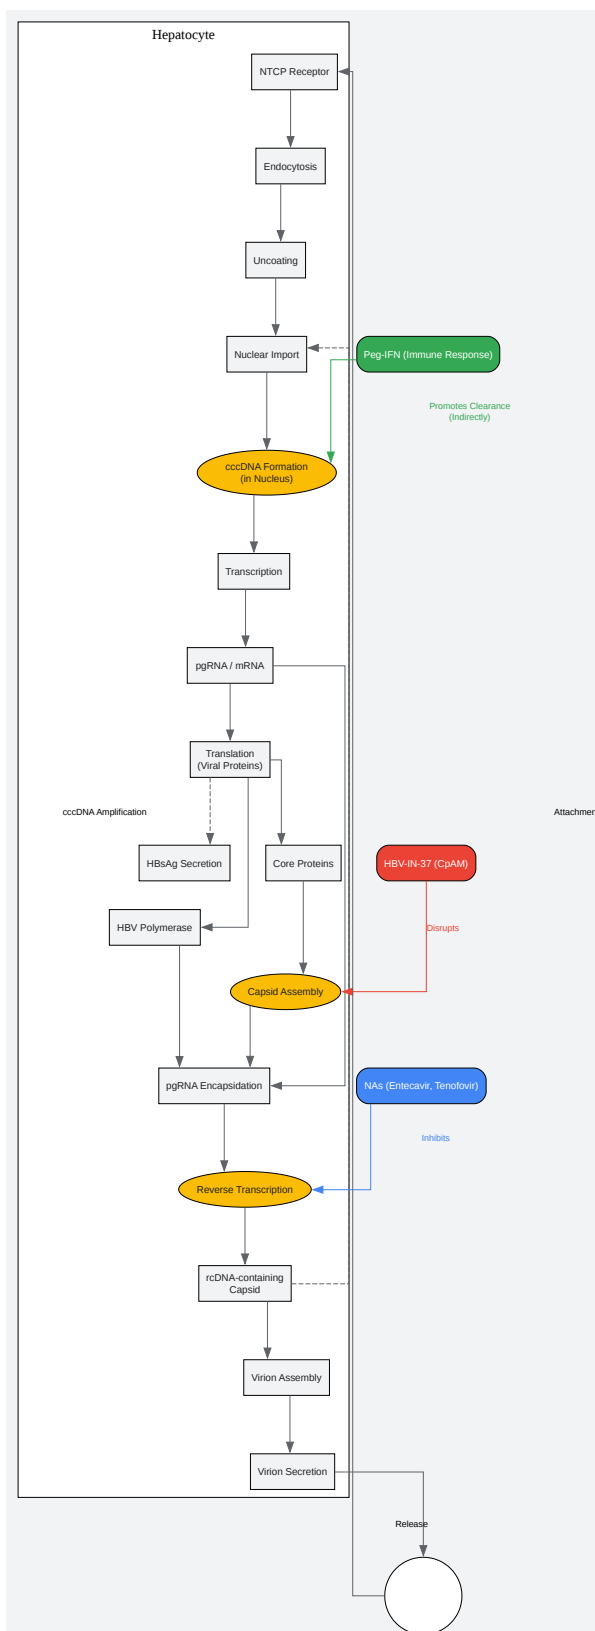 Hepatocyte
NTCP Receptor
Endocytosis
Uncoating
Nuclear Import
Peg-IFN (Immune Response)
Promotes Clearance
(Indirectly)
cccDNA Formation
(in Nucleus)
Transcription
pgRNA / mRNA
Translation
(Viral Proteins)
cccDNA Amplification
Attachmen
HBsAg Secretion
Core Proteins
HBV-IN-37 (CpAM)
HBV Polymerase
Disrupts
Capsid Assembly
pgRNA Encapsidation
NAs (Entecavir, Tenofovir)
Inhibits
Reverse Transcription
rcDNA-containing
Capsid
Virion Assembly
Virion Secretion
Release